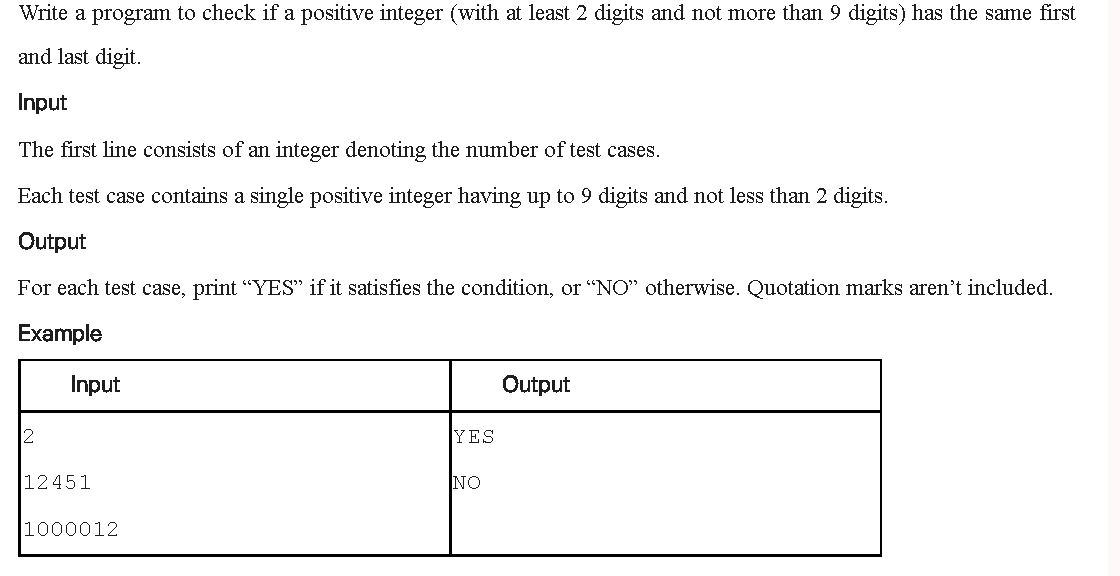 Write a program to check if a positive integer (with at least 2 digits and not more than 9 digits) has the same first
and last digit.
Input
The first line consists of an integer denoting the number of test cases.
Each test case contains a single positive integer having up to 9 digits and not less than 2 digits.
Output
For each test case, print “YES” if it satisfies the condition, or “NO” otherwise. Quotation marks aren’t included.
Example
Input Output
2 YES
12451 NO
1000012